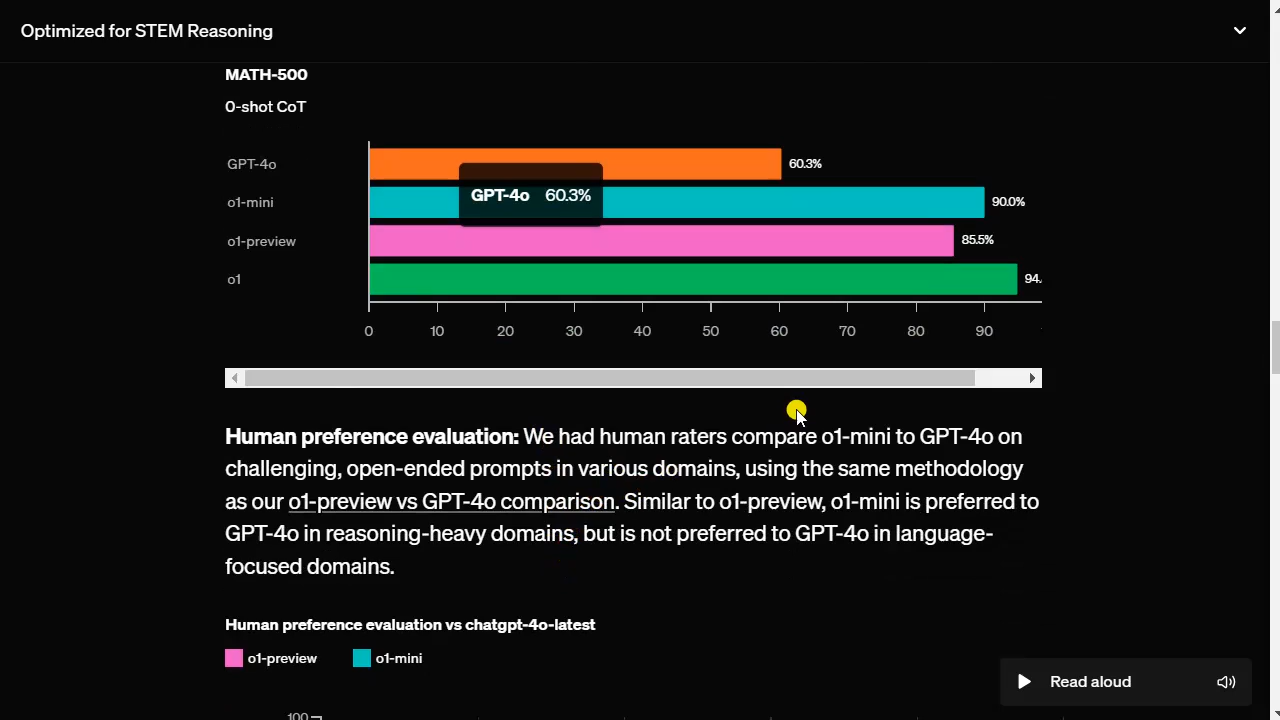 Optimized for STEM Reasoning
MATH-500
0-shot CoT
GPT-4o 60.3%
GPT-4o 60.3%
o1-mini 90.0%
o1-preview 85.5%
o1 94.
0 10 20 30 40 50 60 70 80 90
Human preference evaluation: We had human raters compare o1-mini to GPT-4o on
challenging, open-ended prompts in various domains, using the same methodology
as our o1-preview vs GPT-4o comparison. Similar to o1-preview, o1-mini is preferred to
GPT-4o in reasoning-heavy domains, but is not preferred to GPT-4o in language-
focused domains.
Human preference evaluation vs chatgpt-4o-latest
o1-preview o1-mini
Read aloud
100